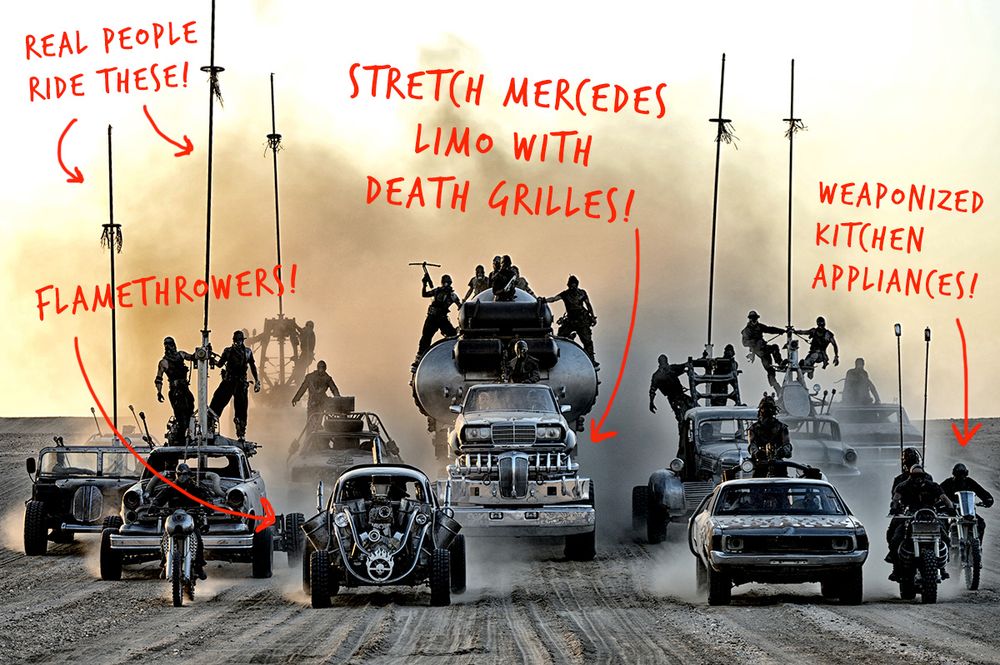 REAL PEOPLE
RIDE THESE!
STRETCH MERCEDES
LIMO WITH
DEATH GRILLES!
WEAPONIZED
KITCHEN
APPLIANCES!
FLAMETHROWERS!